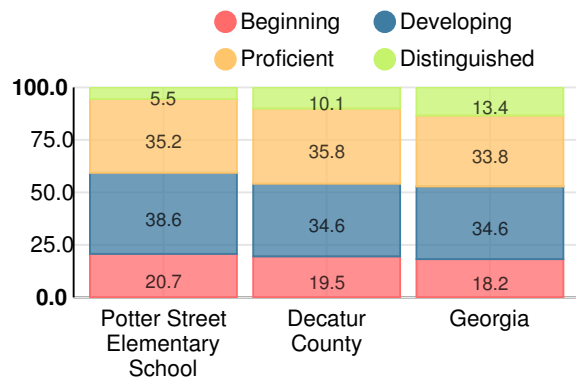 Beginning
Developing
Proficient
Distinguished
100.0
75.0
50.0
25.0
0.0
5.5
35.2
38.6
20.7
10.1
35.8
34.6
19.5
13.4
33.8
34.6
18.2
Potter Street
Elementary
School
Decatur
County
Georgia